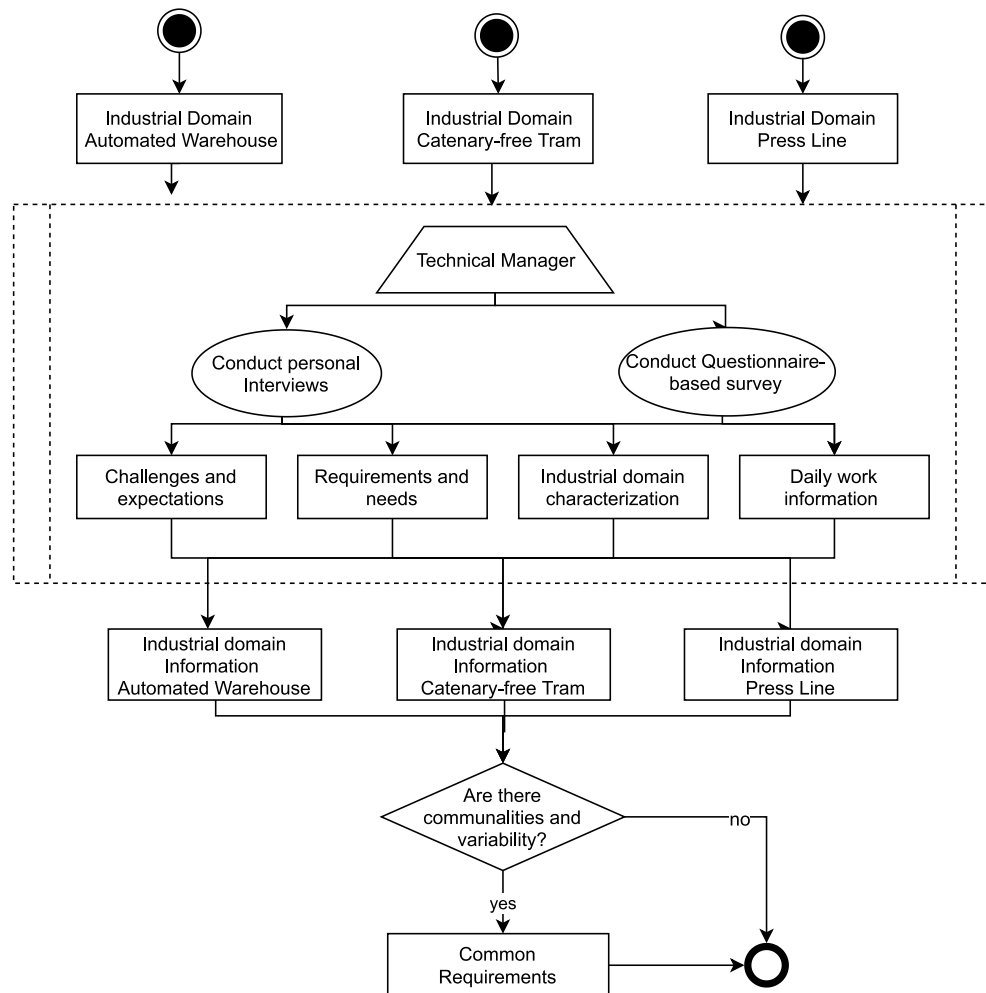 Industrial Domain
Automated Warehouse
Industrial Domain
Catenary-free Tram
Industrial Domain
Press Line
Technical Manager
Conduct personal
Interviews
Conduct Questionnaire-
based survey
Challenges and
expectations
Requirements and
needs
Industrial domain
characterization
Daily work
information
Industrial domain
Information
Automated Warehouse
Industrial domain
Information
Catenary-free Tram
Industrial domain
Information
Press Line
Are there
communalities and
variability?
no
yes
Common
Requirements